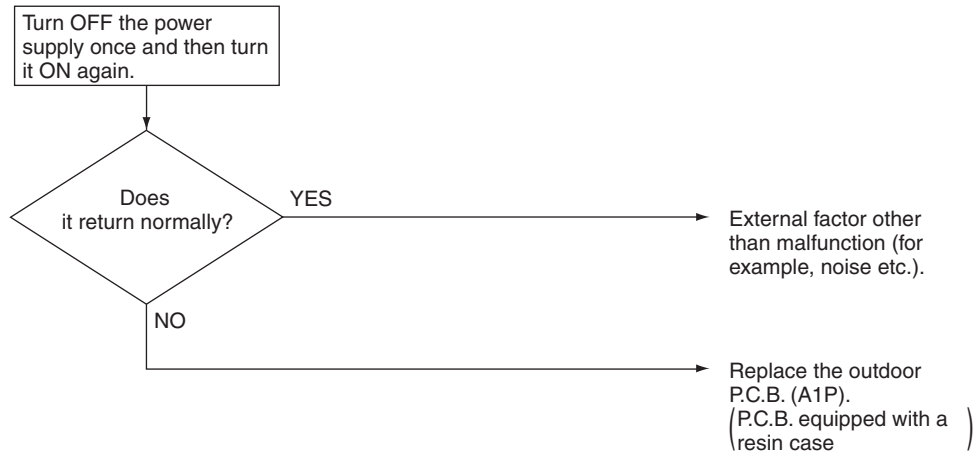 Turn OFF the power
supply once and then turn
it ON again.
Does
it return normally?
YES
External factor other
than malfunction (for
example, noise etc.).
NO
Replace the outdoor
P.C.B. (A1P).
(P.C.B. equipped with a
resin case)